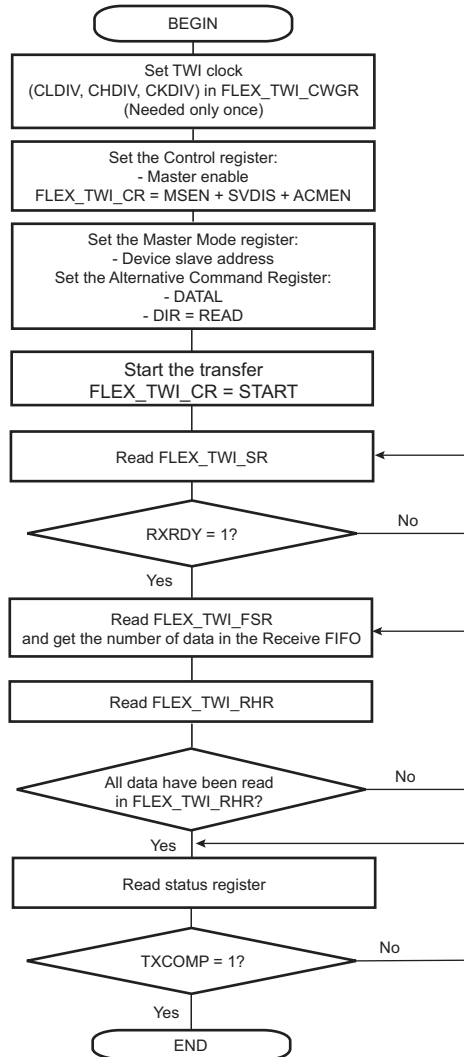 BEGIN
Set TWI clock
(CLDIV, CHDIV, CKDIV) in FLEX_TWI_CWGR
(Needed only once)
Set the Control register:
- Master enable
FLEX_TWI_CR = MSEN + SVDIS + ACMEN
Set the Master Mode register:
- Device slave address
Set the Alternative Command Register:
- DATAL
- DIR = READ
Start the transfer
FLEX_TWI_CR = START
Read FLEX_TWI_SR
RXRDY = 1?
No
Yes
Read FLEX_TWI_FSR
and get the number of data in the Receive FIFO
Read FLEX_TWI_RHR
All data have been read
in FLEX_TWI_RHR?
No
Yes
Read status register
TXCOMP = 1?
No
Yes
END